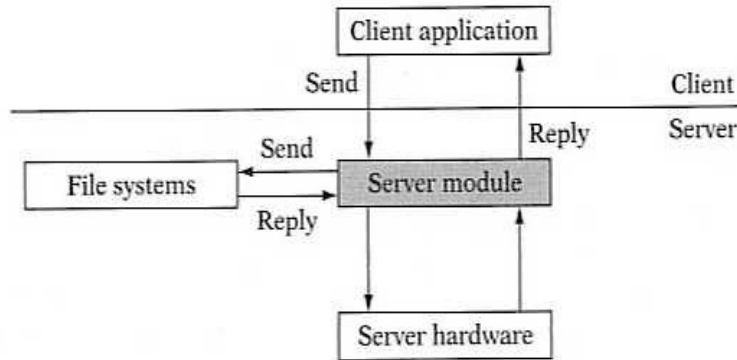 Client application
Send
Client
Server
Reply
Send
File systems
Server module
Reply
Server hardware